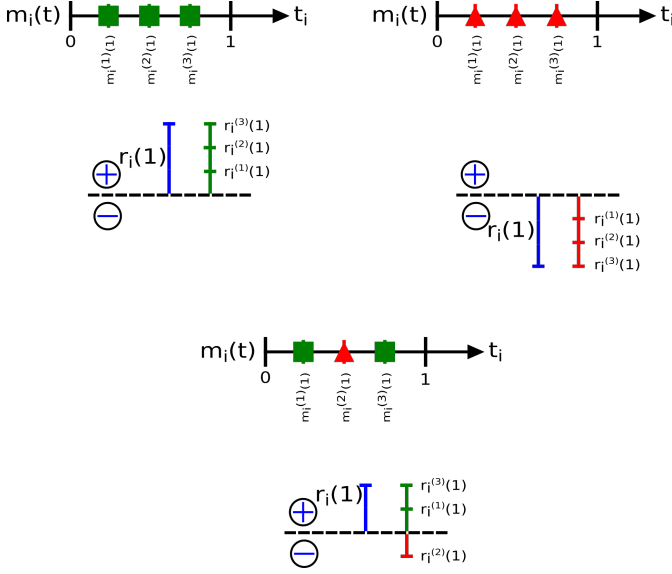 mᵢ(t) tᵢ
0 1
mᵢ⁽¹⁾(1) mᵢ⁽²⁾(1) mᵢ⁽³⁾(1)
rᵢ(1)
rᵢ⁽³⁾(1)
rᵢ⁽²⁾(1)
rᵢ⁽¹⁾(1)
+
−
mᵢ(t) tᵢ
0 1
mᵢ⁽¹⁾(1) mᵢ⁽²⁾(1) mᵢ⁽³⁾(1)
+
−
rᵢ(1)
rᵢ⁽¹⁾(1)
rᵢ⁽²⁾(1)
rᵢ⁽³⁾(1)
mᵢ(t) tᵢ
0 1
mᵢ⁽¹⁾(1) mᵢ⁽²⁾(1) mᵢ⁽³⁾(1)
rᵢ(1)
rᵢ⁽³⁾(1)
rᵢ⁽¹⁾(1)
+
−
rᵢ⁽²⁾(1)